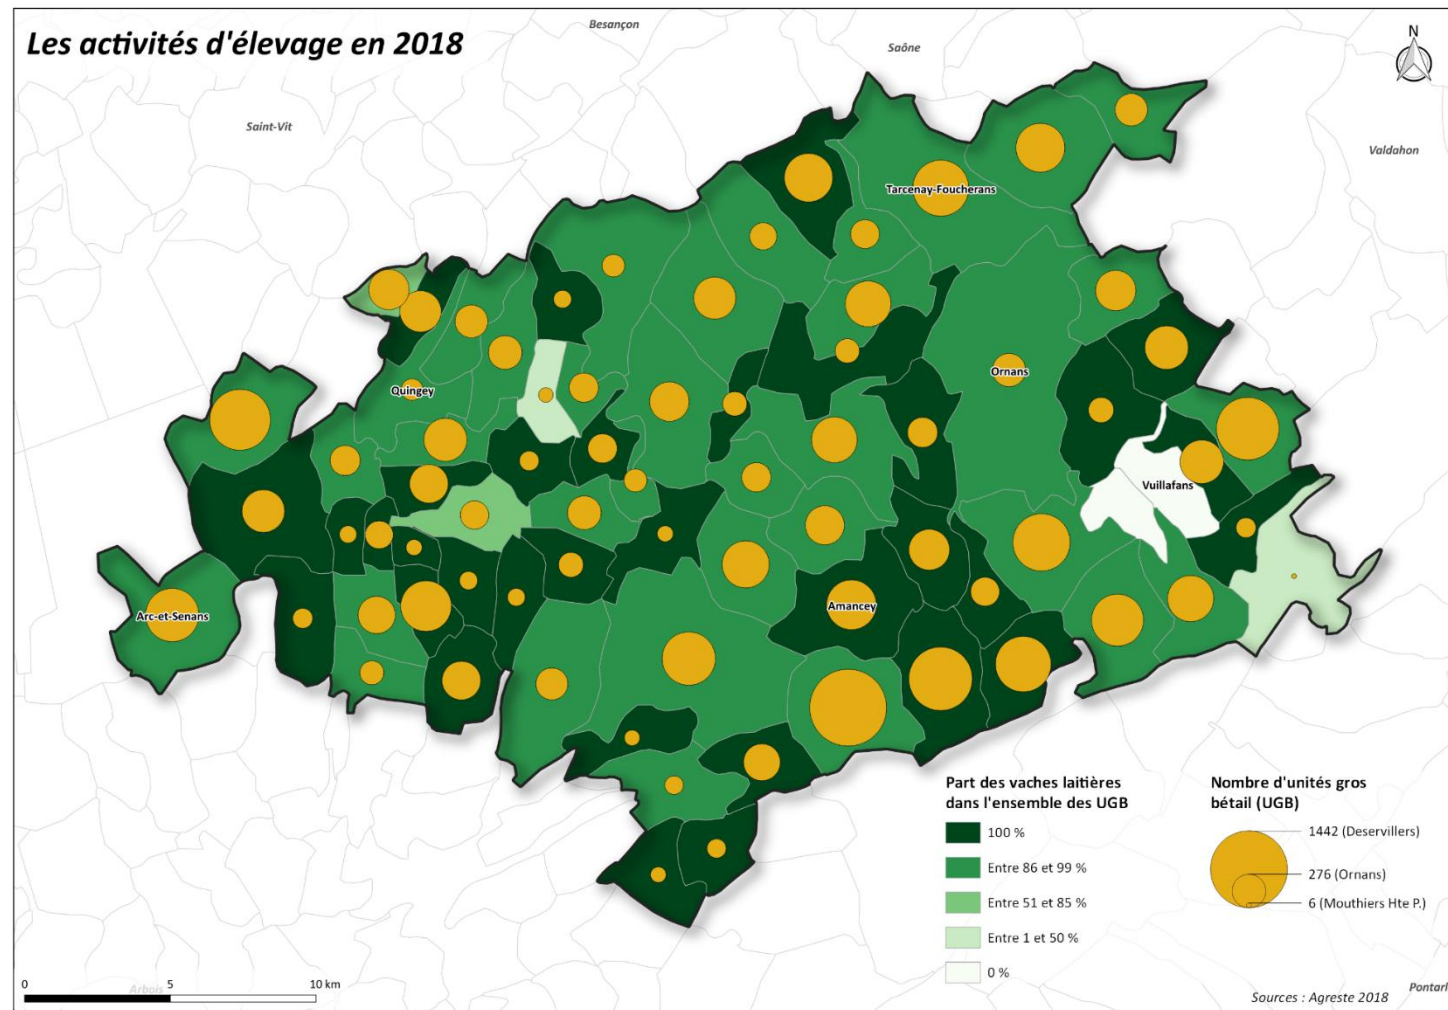 Les activités d'élevage en 2018
Besançon
Saône
N
Saint-Vit
Valdahon
Tarcenay-Foucherans
Ornans
Quingey
Vuillafans
Arc-et-Senans
Amancey
Part des vaches laitières
dans l'ensemble des UGB
100 %
Entre 86 et 99 %
Entre 51 et 85 %
Entre 1 et 50 %
0 %
Nombre d'unités gros
bétail (UGB)
1442 (Deservillers)
276 (Ornans)
6 (Mouthiers Hte P.)
0 5 10 km
Arbois
Pontarl
Sources : Agreste 2018